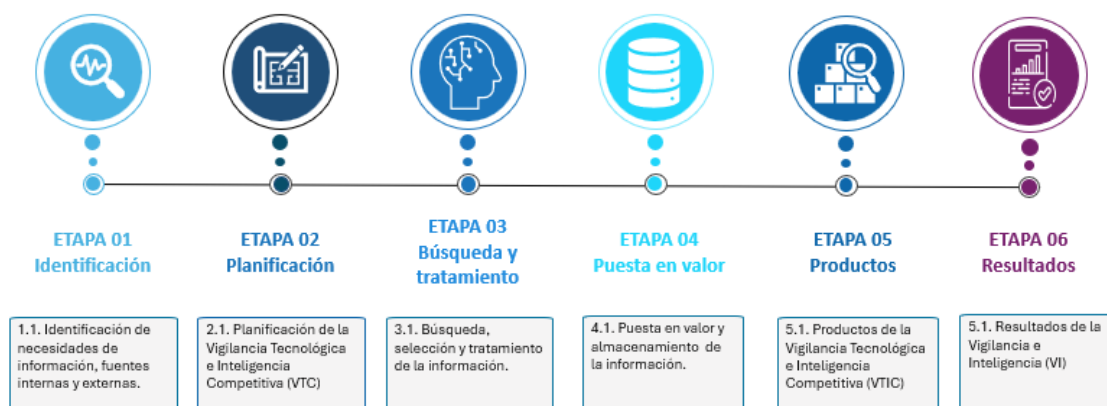 ETAPA 01
Identificación
ETAPA 02
Planificación
ETAPA 03
Búsqueda y
tratamiento
ETAPA 04
Puesta en valor
ETAPA 05
Productos
ETAPA 06
Resultados
1.1. Identificación de
necesidades de
información, fuentes
internas y externas.
2.1. Planificación de la
Vigilancia Tecnológica
e Inteligencia
Competitiva (VTC)
3.1. Búsqueda,
selección y tratamiento
de la información.
4.1. Puesta en valor y
almacenamiento de
la información.
5.1. Productos de la
Vigilancia Tecnológica
e Inteligencia
Competitiva (VTIC)
5.1. Resultados de la
Vigilancia e
Inteligencia (VI)